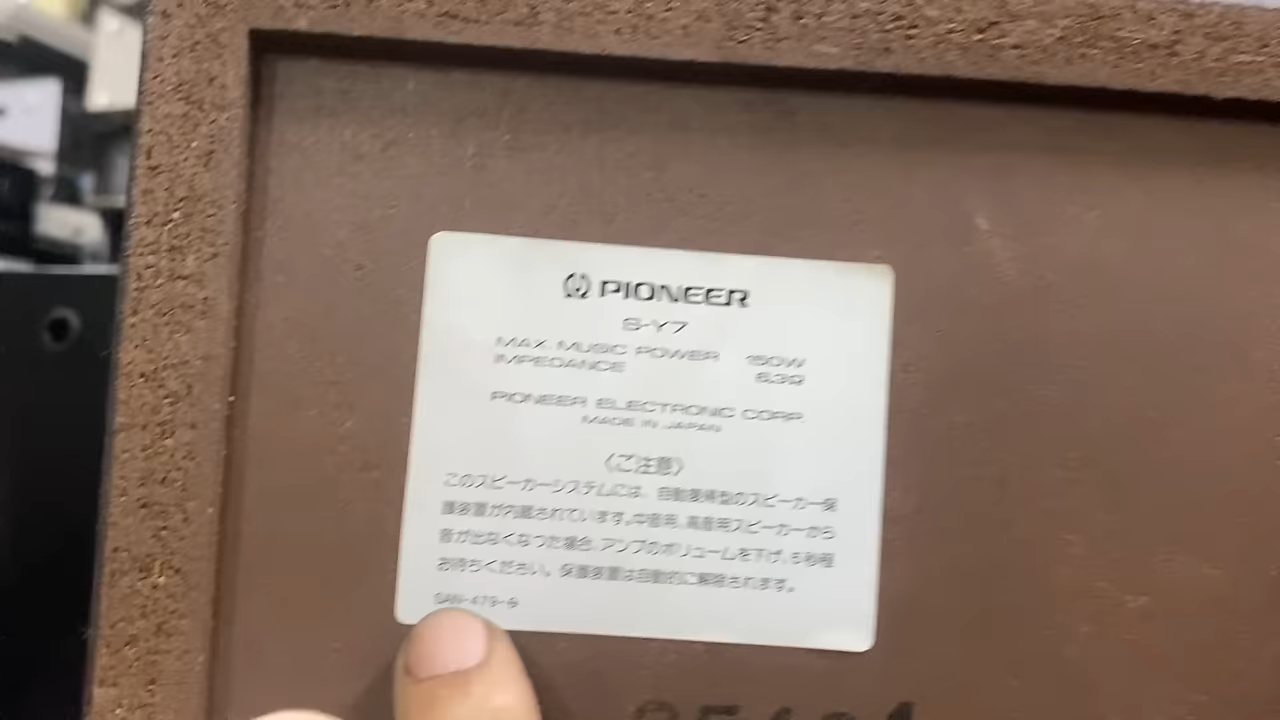 PIONEER
S-Y7
MAX. MUSIC POWER 150W
IMPEDANCE 6.3Ω
PIONEER ELECTRONIC CORP.
MADE IN JAPAN
〈ご注意〉
このスピーカーシステムには、自動復帰型のスピーカー保
護装置が内蔵されています。中音用、高音用スピーカーから
音が出なくなった場合、アンプのボリュームを下げ、5秒程
お待ちください。保護装置は自動的に解除されます。